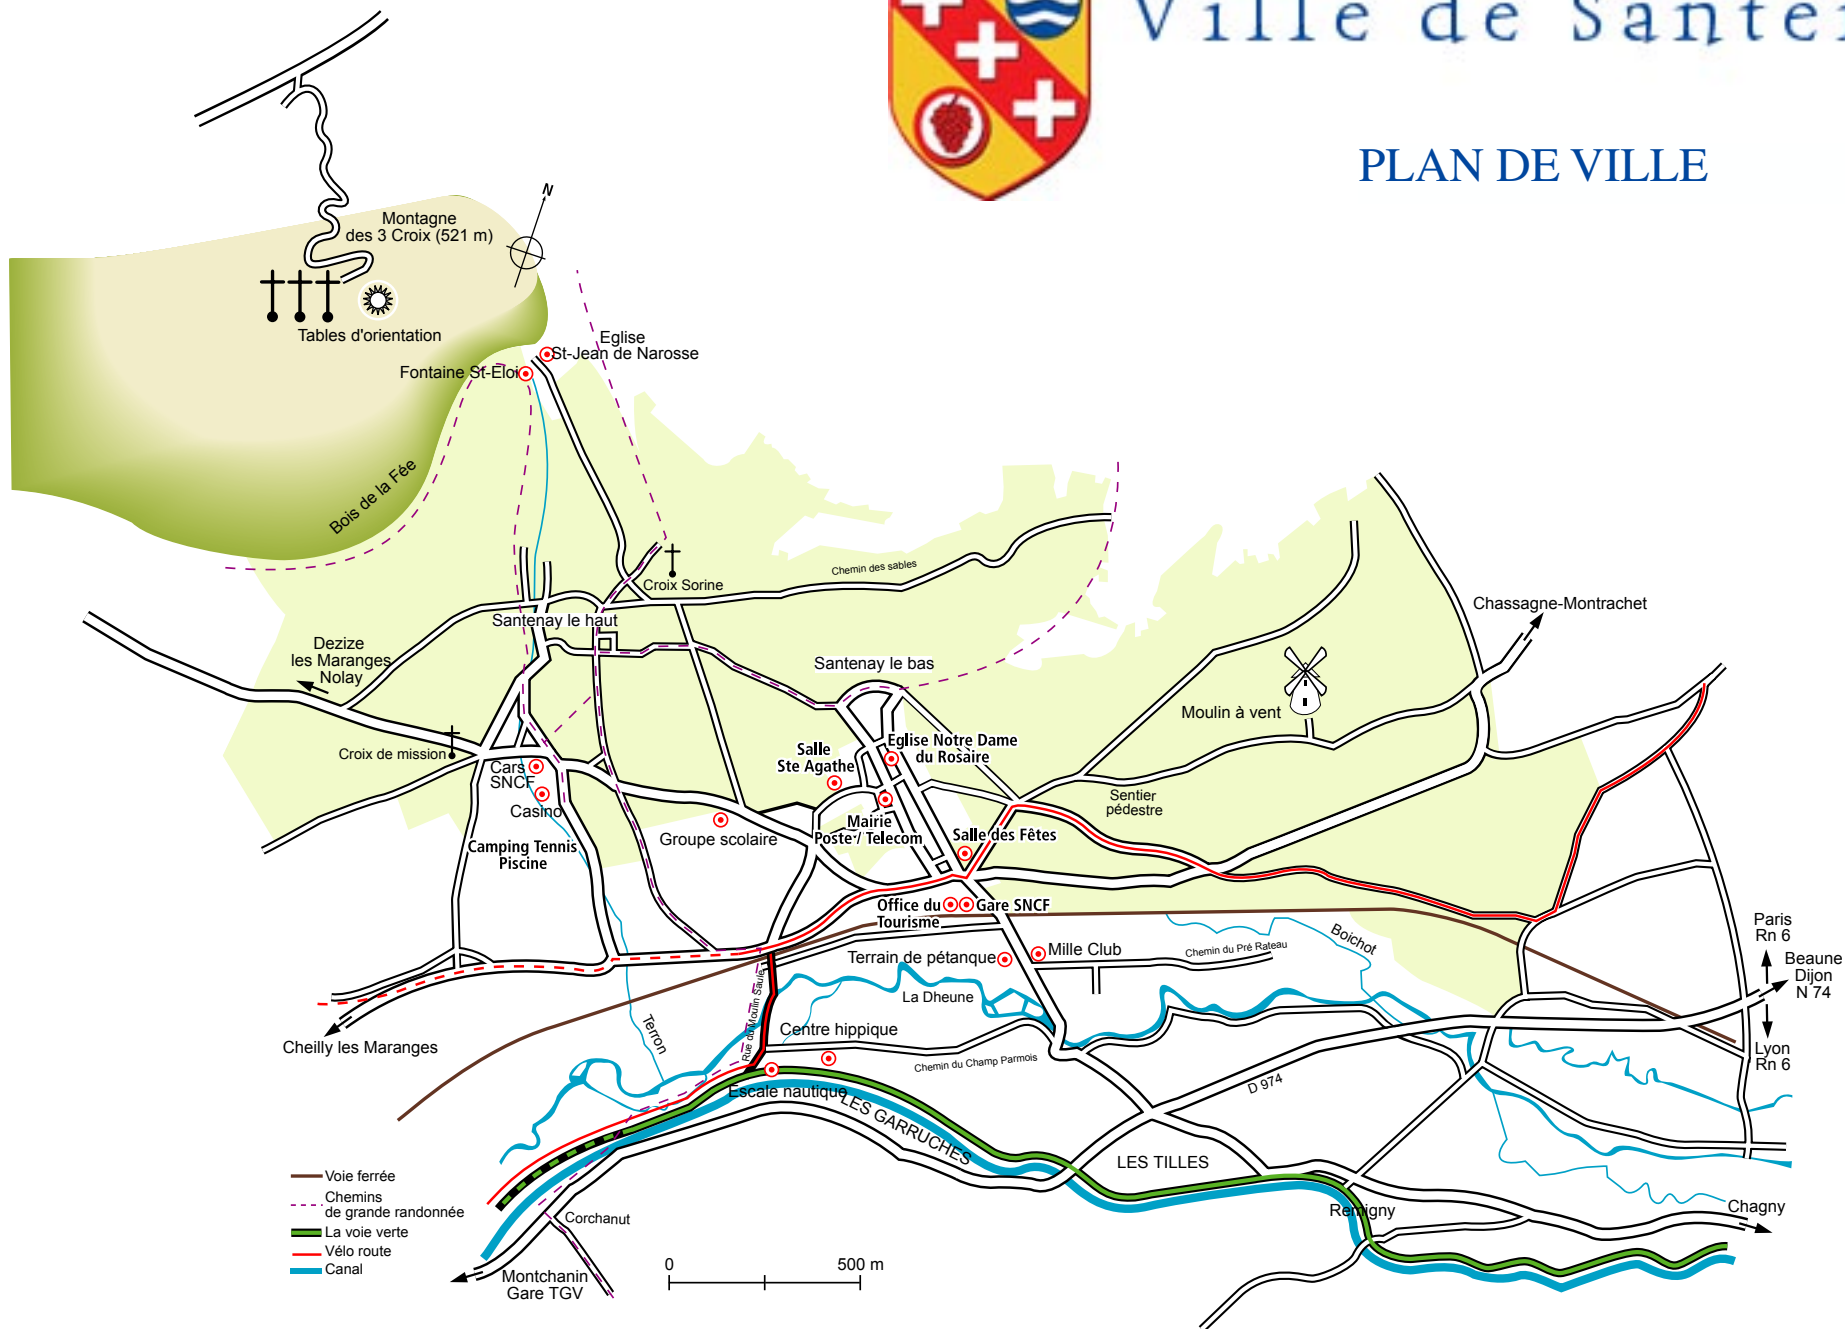 Ville de Santen
PLAN DE VILLE
N
Montagne
des 3 Croix (521 m)
Tables d'orientation
Eglise
St-Jean de Narosse
Fontaine St-Eloi
Bois de la Fée
Croix Sorine
Chemin des sables
Santenay le haut
Chassagne-Montrachet
Dezize
les Maranges
Nolay
Santenay le bas
Moulin à vent
Croix de mission
Cars
SNCF
Casino
Salle
Ste Agathe
Eglise Notre Dame
du Rosaire
Sentier
pédestre
Mairie
Poste / Telecom
Groupe scolaire
Salle des Fêtes
Camping Tennis
Piscine
Office du
Tourisme
Gare SNCF
Mille Club
Terrain de pétanque
Chemin du Pré Rateau
Boichot
Paris
Rn 6
Beaune
Dijon
N 74
Lyon
Rn 6
La Dheune
Terron
Rue du Moulin Saule
Centre hippique
Chemin du Champ Parmois
Cheilly les Maranges
Escale nautique
LES GARRUCHES
D 974
LES TILLES
Remigny
Chagny
Voie ferrée
Chemins
de grande randonnée
La voie verte
Vélo route
Canal
Corchanut
Montchanin
Gare TGV
0 500 m